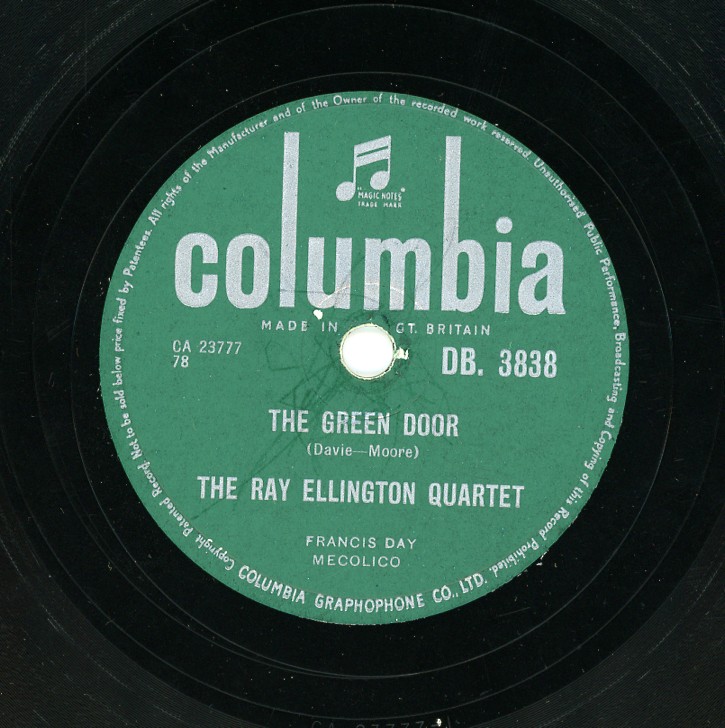 Copyright Patented Record Not to be sold below price fixed by Patentees. All rights of the Manufacturer and of the Owner of the recorded work reserved. Unauthorised Public Performance, Broadcasting and Copying of this Record Prohibited.
"MAGIC NOTES"
TRADE MARK
columbia
MADE IN GT. BRITAIN
CA 23777
78
DB. 3838
THE GREEN DOOR
(Davie—Moore)
THE RAY ELLINGTON QUARTET
FRANCIS DAY
MECOLICO
COLUMBIA GRAPHOPHONE CO., LTD.